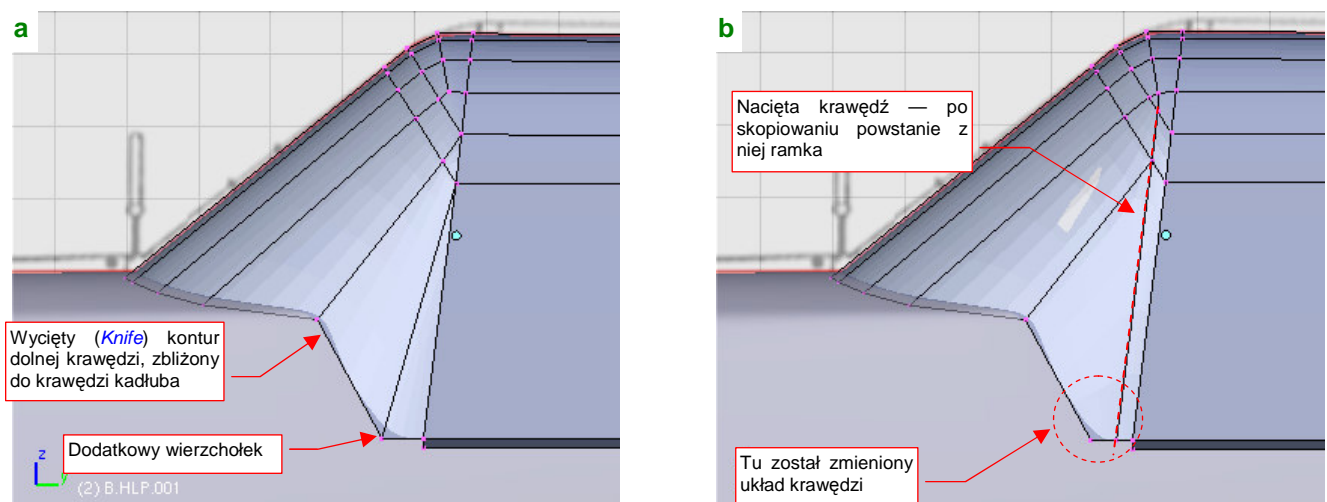 a
Wycięty (Knife) kontur
dolnej krawędzi, zbliżony
do krawędzi kadłuba
Dodatkowy wierzchołek
z
y
(2) B.HLP.001
b
Nacięta krawędź — po
skopiowaniu powstanie z
niej ramka
Tu został zmieniony
układ krawędzi